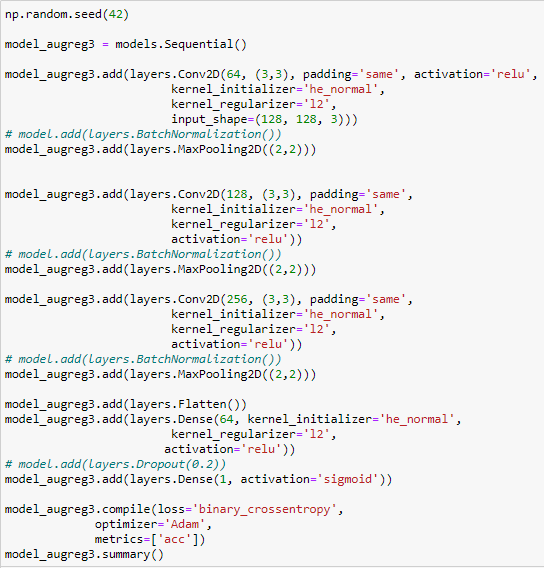 np.random.seed(42)

model_augreg3 = models.Sequential()

model_augreg3.add(layers.Conv2D(64, (3,3), padding='same', activation='relu',
                       kernel_initializer='he_normal',
                       kernel_regularizer='l2',
                       input_shape=(128, 128, 3)))
# model.add(layers.BatchNormalization())
model_augreg3.add(layers.MaxPooling2D((2,2)))


model_augreg3.add(layers.Conv2D(128, (3,3), padding='same',
                       kernel_initializer='he_normal',
                       kernel_regularizer='l2',
                       activation='relu'))
# model.add(layers.BatchNormalization())
model_augreg3.add(layers.MaxPooling2D((2,2)))

model_augreg3.add(layers.Conv2D(256, (3,3), padding='same',
                       kernel_initializer='he_normal',
                       kernel_regularizer='l2',
                       activation='relu'))
# model.add(layers.BatchNormalization())
model_augreg3.add(layers.MaxPooling2D((2,2)))

model_augreg3.add(layers.Flatten())
model_augreg3.add(layers.Dense(64, kernel_initializer='he_normal',
                       kernel_regularizer='l2',
                      activation='relu'))
# model.add(layers.Dropout(0.2))
model_augreg3.add(layers.Dense(1, activation='sigmoid'))

model_augreg3.compile(loss='binary_crossentropy',
             optimizer='Adam',
             metrics=['acc'])
model_augreg3.summary()